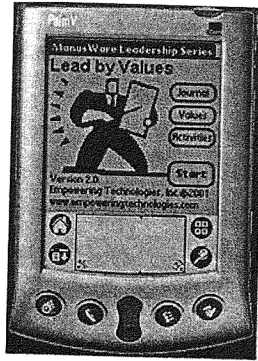 Palm V
ManusWare Leadership Series
Lead by Values
Journal
Values
Activities
Start
Version 2.0
Empowering Technologies, Inc.©2001
www.empoweringtechnologies.com